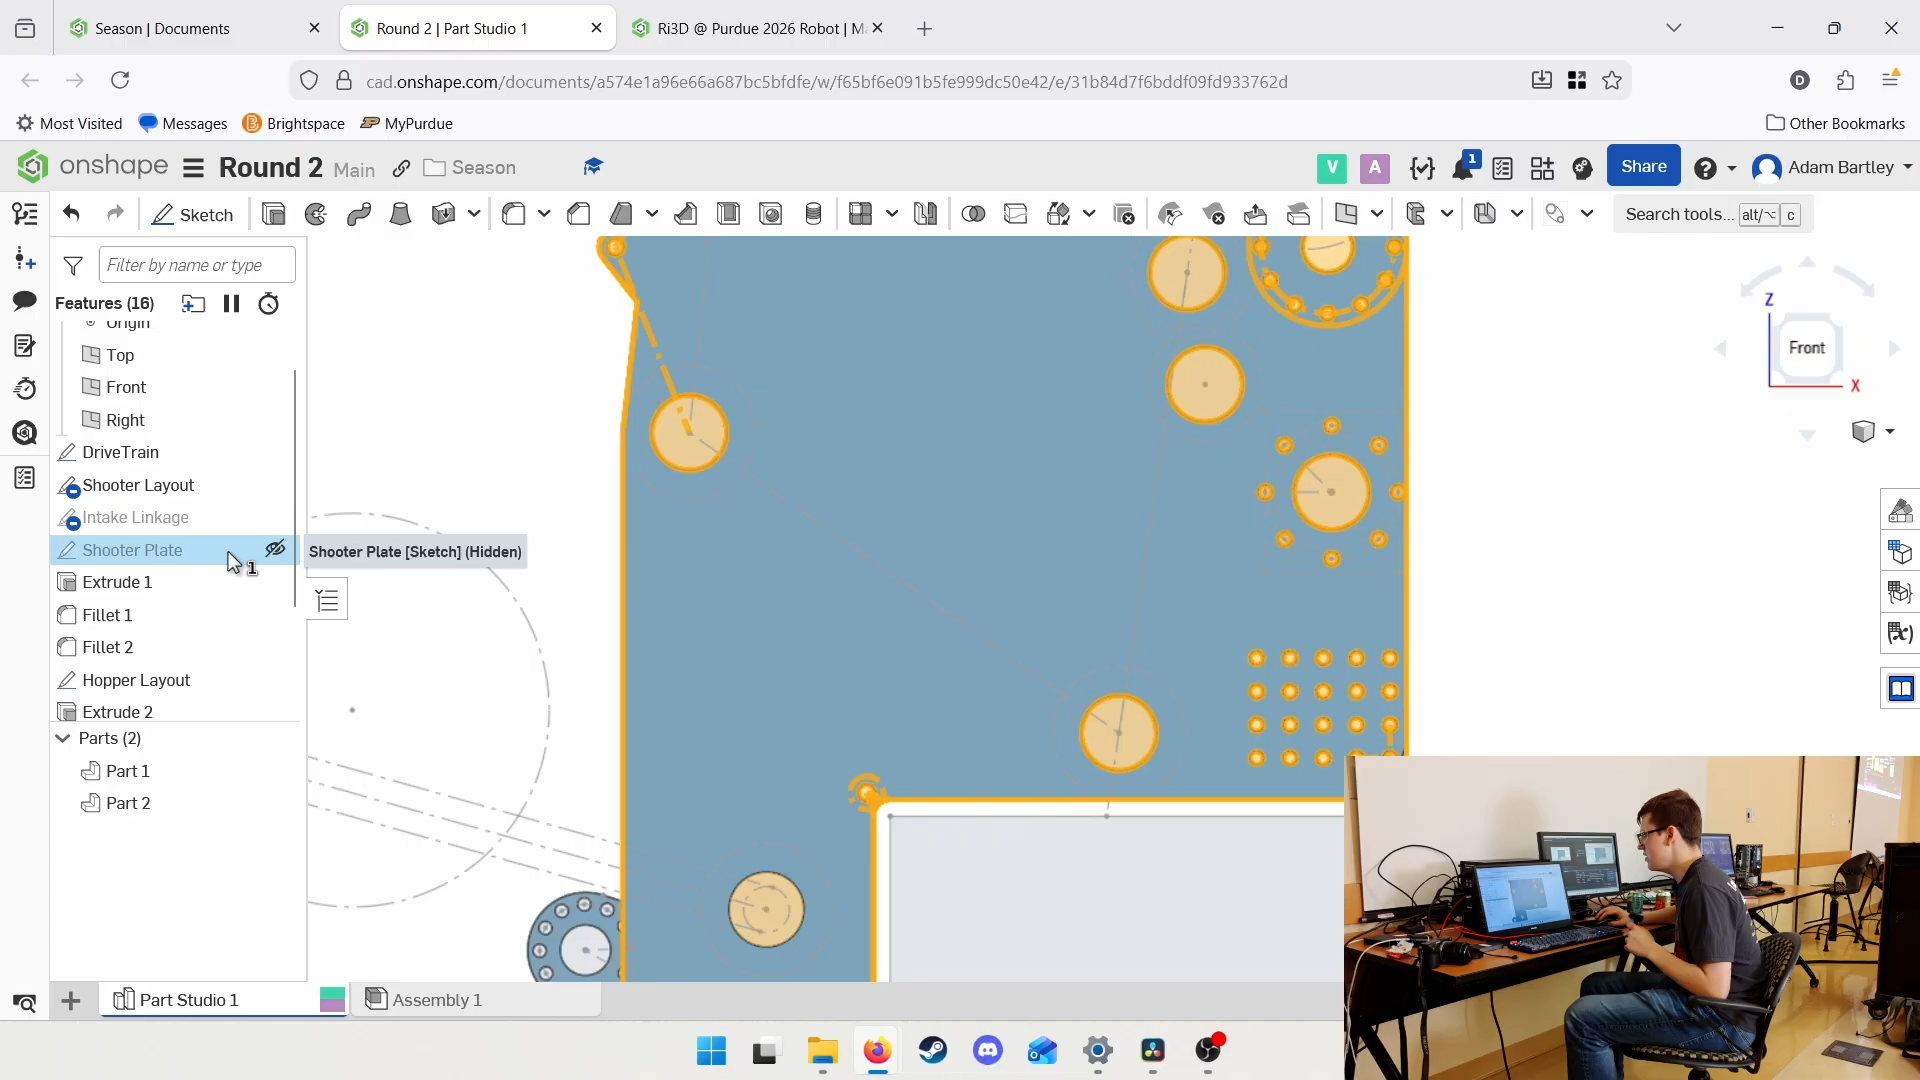 Season | Documents
Round 2 | Part Studio 1
Ri3D @ Purdue 2026 Robot | M
cad.onshape.com/documents/a574e1a96e66a687bc5bfdfe/w/f65bf6e091b5fe999dc50e42/e/31b84d7f6bddf09fd933762d
D
Most Visited
Messages
B Brightspace
MyPurdue
Other Bookmarks
onshape
Round 2 Main
Season
V
A
1
Share
Adam Bartley
Sketch
Search tools... alt/⌥ c
Filter by name or type
Features (16)
Origin
Top
Front
Right
DriveTrain
Shooter Layout
Intake Linkage
Shooter Plate
Shooter Plate [Sketch] (Hidden)
1
Extrude 1
Fillet 1
Fillet 2
Hopper Layout
Extrude 2
Parts (2)
Part 1
Part 2
Z
Front
X
(x)
Part Studio 1
Assembly 1